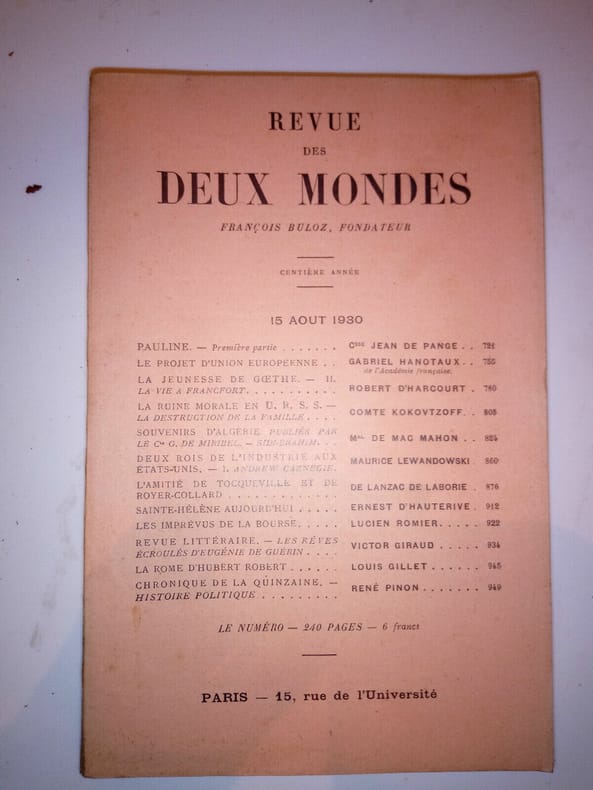 REVUE
DES
DEUX MONDES
FRANÇOIS BULOZ, FONDATEUR
CENTIÈME ANNÉE
15 AOUT 1930
PAULINE. — Première partie . . . . . . . Csse JEAN DE PANGE . . 721
LE PROJET D'UNION EUROPÉENNE . . GABRIEL HANOTAUX . . 755
de l'Académie française.
LA JEUNESSE DE GŒTHE. — II.
LA VIE A FRANCFORT. . . . . . . . . . . ROBERT D'HARCOURT . 780
LA RUINE MORALE EN U. R. S. S. —
LA DESTRUCTION DE LA FAMILLE. . . . COMTE KOKOVTZOFF. . 805
SOUVENIRS D'ALGÉRIE PUBLIÉS PAR
LE Cte G. DE MIRIBEL. — SIDI-BRAHIM. . . Mal DE MAC MAHON . . 825
DEUX ROIS DE L'INDUSTRIE AUX
ÉTATS-UNIS. — I. ANDREW CARNEGIE. MAURICE LEWANDOWSKI . 860
L'AMITIÉ DE TOCQUEVILLE ET DE
ROYER-COLLARD . . . . . . . . . . . . . DE LANZAC DE LABORIE . 876
SAINTE-HÉLÈNE AUJOURD'HUI . . . . . ERNEST D'HAUTERIVE . 912
LES IMPRÉVUS DE LA BOURSE. . . . . LUCIEN ROMIER. . . . . 922
REVUE LITTÉRAIRE. — LES RÊVES
ÉCROULÉS D'EUGÉNIE DE GUÉRIN . . . . VICTOR GIRAUD . . . . . 934
LA ROME D'HUBERT ROBERT . . . . . . LOUIS GILLET . . . . . . 945
CHRONIQUE DE LA QUINZAINE. —
HISTOIRE POLITIQUE . . . . . . . . . RENÉ PINON . . . . . . . 949
LE NUMÉRO — 240 PAGES — 6 francs
PARIS — 15, rue de l'Université